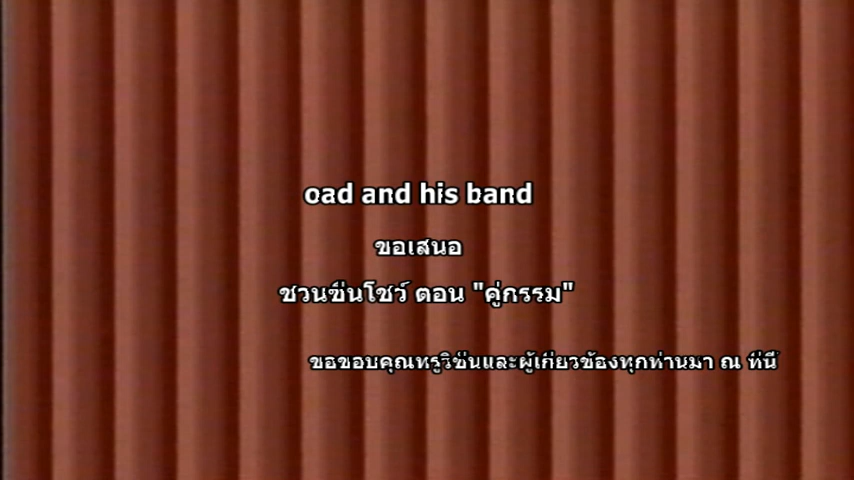 oad and his band
ขอเสนอ
ชวนชื่นโชว์ ตอน "คู่กรรม"
ขอขอบคุณทรูวิชั่นและผู้เกี่ยวข้องทุกท่านมา ณ ที่นี้